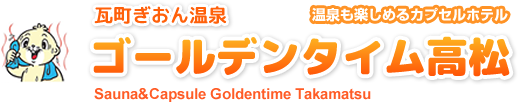 瓦町ぎおん温泉
温泉も楽しめるカプセルホテル
ゴールデンタイム高松
Sauna&Capsule Goldentime Takamatsu